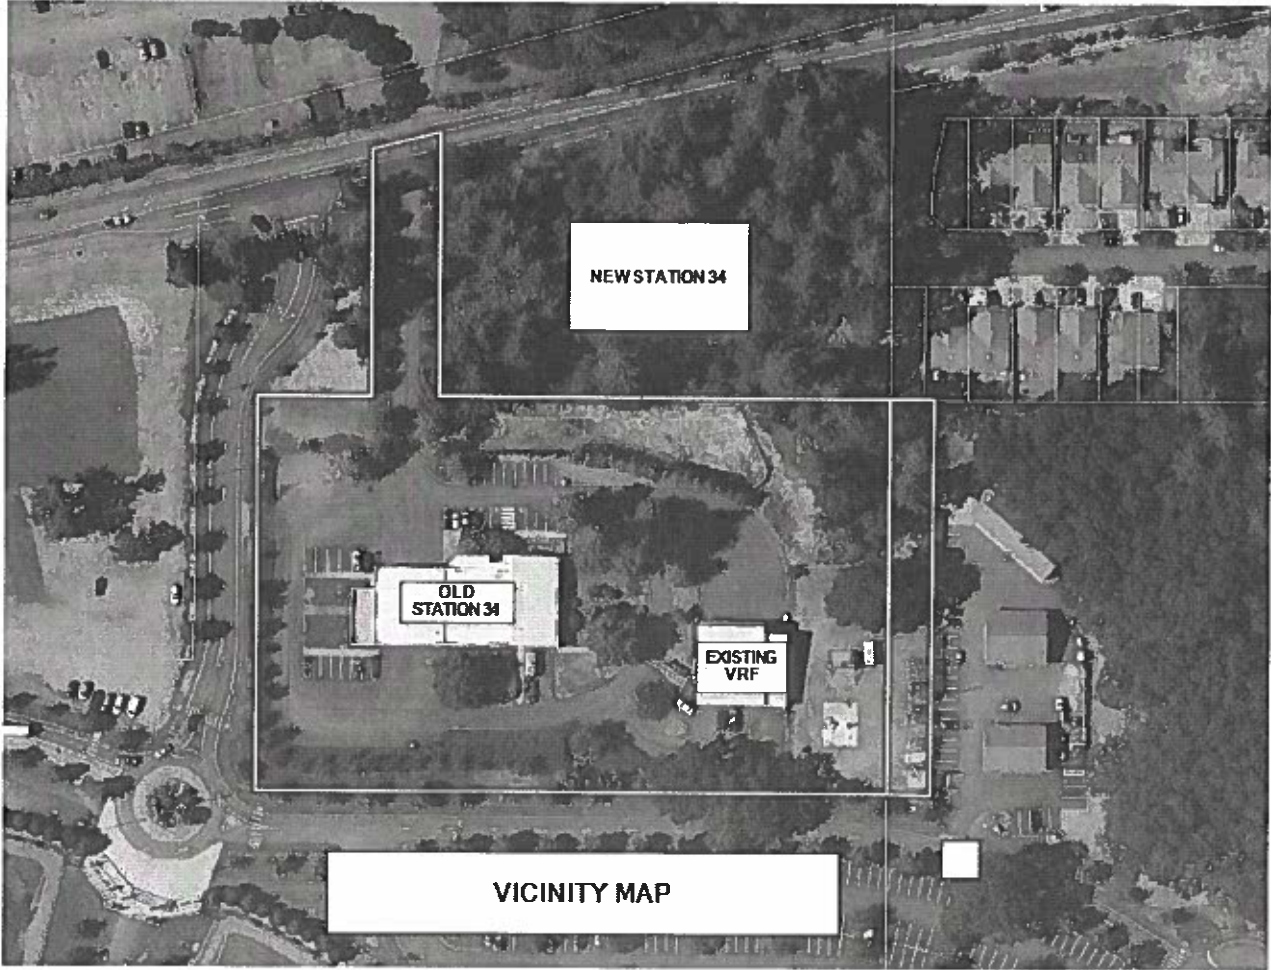 NEW STATION 34
OLD
STATION 34
EXISTING
VRF
VICINITY MAP